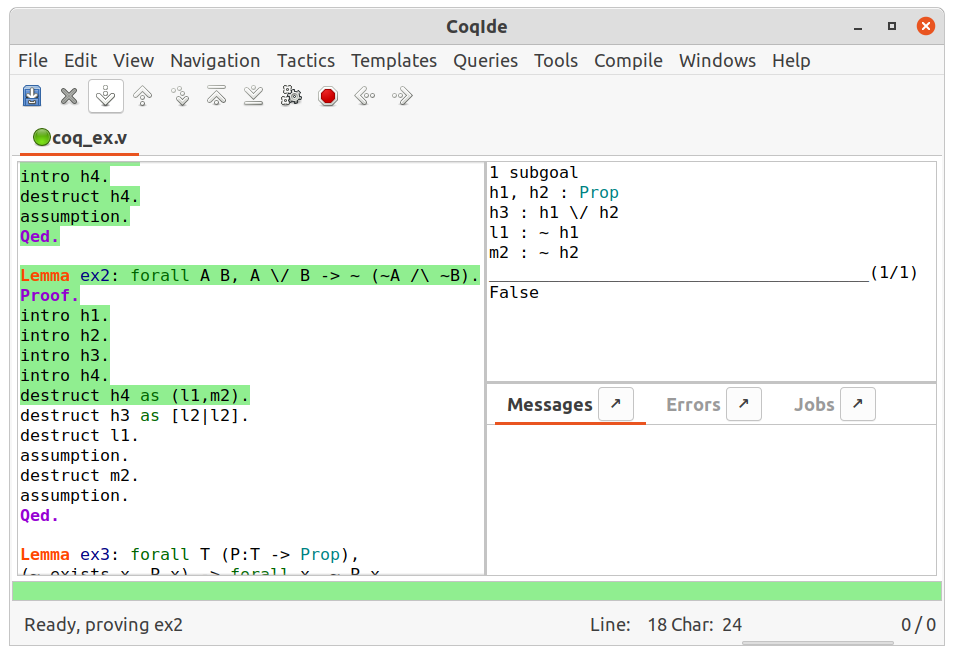 CoqIde
File Edit View Navigation Tactics Templates Queries Tools Compile Windows Help
coq_ex.v
intro h4.
destruct h4.
assumption.
Qed.
Lemma ex2: forall A B, A \/ B -> ~ (~A /\ ~B).
Proof.
intro h1.
intro h2.
intro h3.
intro h4.
destruct h4 as (l1,m2).
destruct h3 as [l2|l2].
destruct l1.
assumption.
destruct m2.
assumption.
Qed.
Lemma ex3: forall T (P:T -> Prop),
(~ exists x, P x) -> forall x, ~ P x
1 subgoal
h1, h2 : Prop
h3 : h1 \/ h2
l1 : ~ h1
m2 : ~ h2
______________________________________(1/1)
False
Messages Errors Jobs
Ready, proving ex2
Line: 18 Char: 24
0 / 0